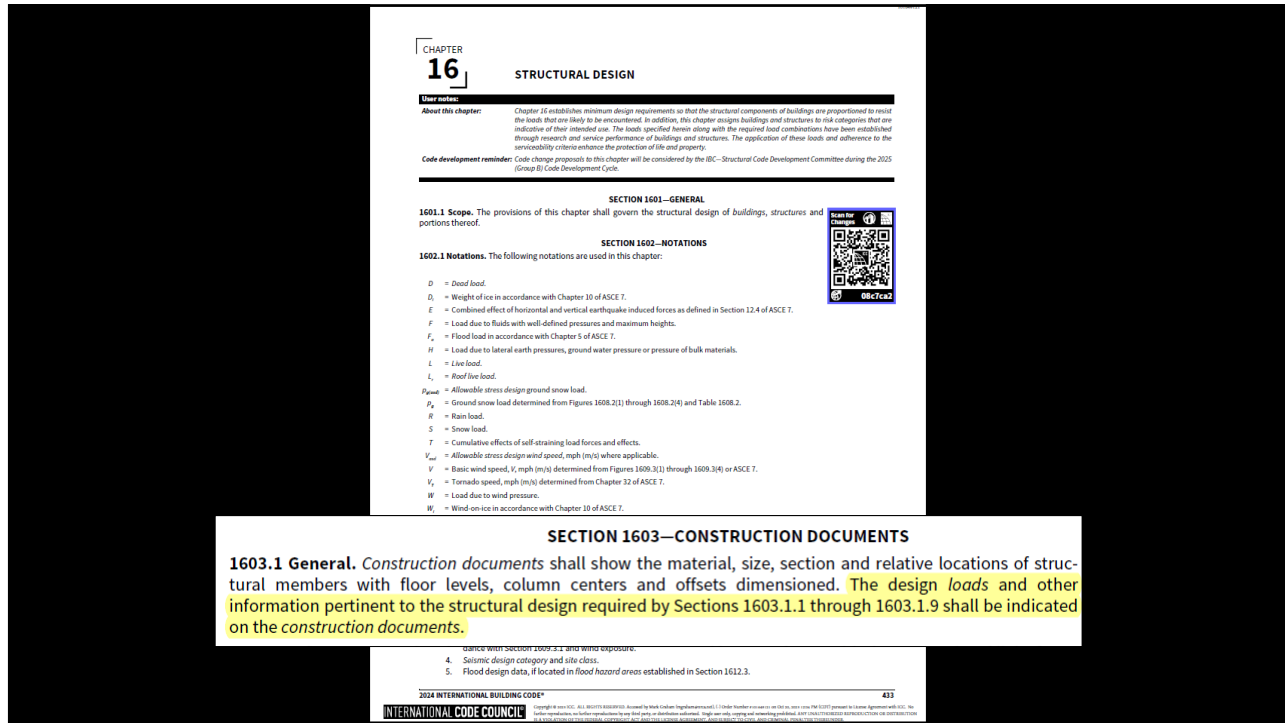 CHAPTER
16
STRUCTURAL DESIGN
User notes:
About this chapter:
Chapter 16 establishes minimum design requirements so that the structural components of buildings are proportioned to resist
the loads that are likely to be encountered. In addition, this chapter assigns buildings and structures to risk categories that are
indicative of their intended use. The loads specified herein along with the required load combinations have been established
through research and service performance of buildings and structures. The application of these loads and adherence to the
serviceability criteria enhance the protection of life and property.
Code development reminder: Code change proposals to this chapter will be considered by the IBC—Structural Code Development Committee during the 2025
(Group B) Code Development Cycle.
SECTION 1601—GENERAL
1601.1 Scope. The provisions of this chapter shall govern the structural design of buildings, structures and
portions thereof.
Scan for
Changes
08c7ca2
SECTION 1602—NOTATIONS
1602.1 Notations. The following notations are used in this chapter:
D = Dead load.
Di = Weight of ice in accordance with Chapter 10 of ASCE 7.
E = Combined effect of horizontal and vertical earthquake induced forces as defined in Section 12.4 of ASCE 7.
F = Load due to fluids with well-defined pressures and maximum heights.
Fa = Flood load in accordance with Chapter 5 of ASCE 7.
H = Load due to lateral earth pressures, ground water pressure or pressure of bulk materials.
L = Live load.
Lr = Roof live load.
pg(asd) = Allowable stress design ground snow load.
pg = Ground snow load determined from Figures 1608.2(1) through 1608.2(4) and Table 1608.2.
R = Rain load.
S = Snow load.
T = Cumulative effects of self-straining load forces and effects.
Vasd = Allowable stress design wind speed, mph (m/s) where applicable.
V = Basic wind speed, V, mph (m/s) determined from Figures 1609.3(1) through 1609.3(4) or ASCE 7.
VT = Tornado speed, mph (m/s) determined from Chapter 32 of ASCE 7.
W = Load due to wind pressure.
Wi = Wind-on-ice in accordance with Chapter 10 of ASCE 7.
SECTION 1603—CONSTRUCTION DOCUMENTS
1603.1 General. Construction documents shall show the material, size, section and relative locations of struc-
tural members with floor levels, column centers and offsets dimensioned. The design loads and other
information pertinent to the structural design required by Sections 1603.1.1 through 1603.1.9 shall be indicated
on the construction documents.
dance with Section 1609.3.1 and wind exposure.
4. Seismic design category and site class.
5. Flood design data, if located in flood hazard areas established in Section 1612.3.
2024 INTERNATIONAL BUILDING CODE®
433
INTERNATIONAL CODE COUNCIL®